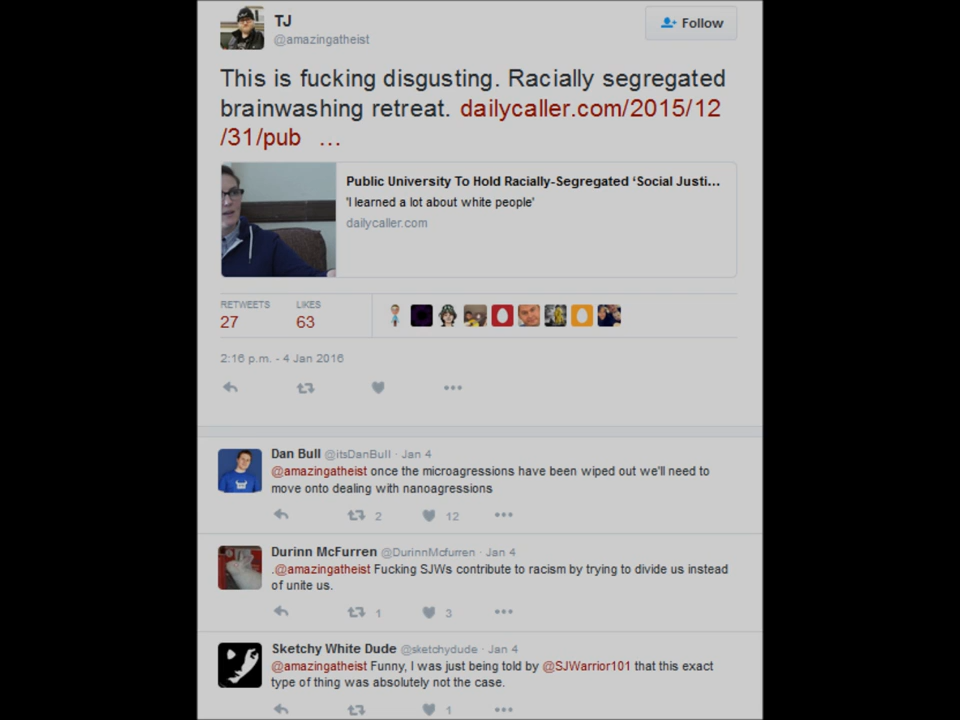 TJ
@amazingatheist
Follow
This is fucking disgusting. Racially segregated
brainwashing retreat. dailycaller.com/2015/12
/31/pub …
Public University To Hold Racially-Segregated ‘Social Justi...
'I learned a lot about white people'
dailycaller.com
RETWEETS LIKES
27 63
2:16 p.m. - 4 Jan 2016
Dan Bull @itsDanBull · Jan 4
@amazingatheist once the microagressions have been wiped out we'll need to
move onto dealing with nanoagressions
2 12
Durinn McFurren @DurinnMcfurren · Jan 4
.@amazingatheist Fucking SJWs contribute to racism by trying to divide us instead
of unite us.
1 3
Sketchy White Dude @sketchydude · Jan 4
@amazingatheist Funny, I was just being told by @SJWarrior101 that this exact
type of thing was absolutely not the case.
1